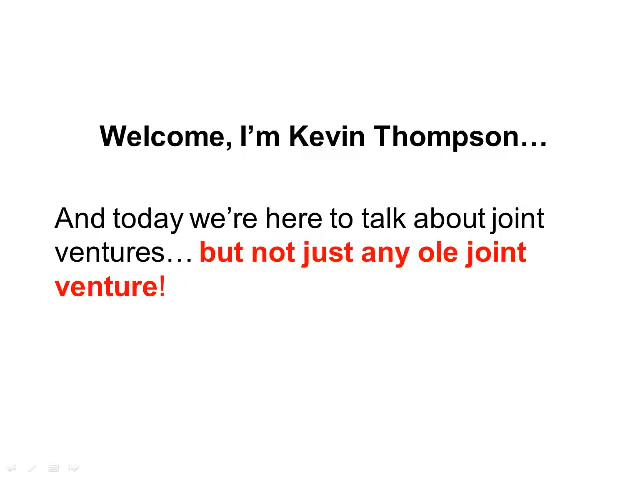 Welcome, I’m Kevin Thompson…
And today we’re here to talk about joint
ventures… but not just any ole joint
venture!